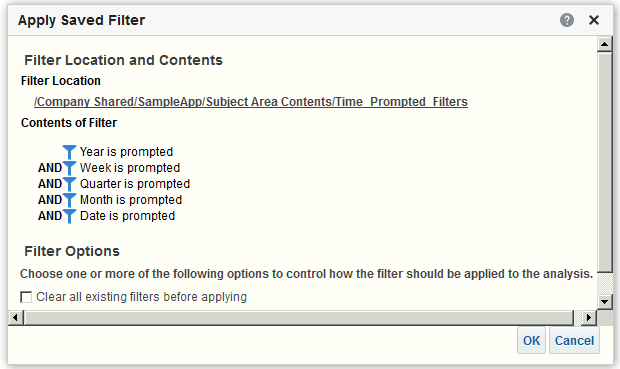 Apply Saved Filter
Filter Location and Contents
Filter Location
/Company Shared/SampleApp/Subject Area Contents/Time_Prompted_Filters
Contents of Filter
Year is prompted
AND Week is prompted
AND Quarter is prompted
AND Month is prompted
AND Date is prompted
Filter Options
Choose one or more of the following options to control how the filter should be applied to the analysis.
Clear all existing filters before applying
OK Cancel